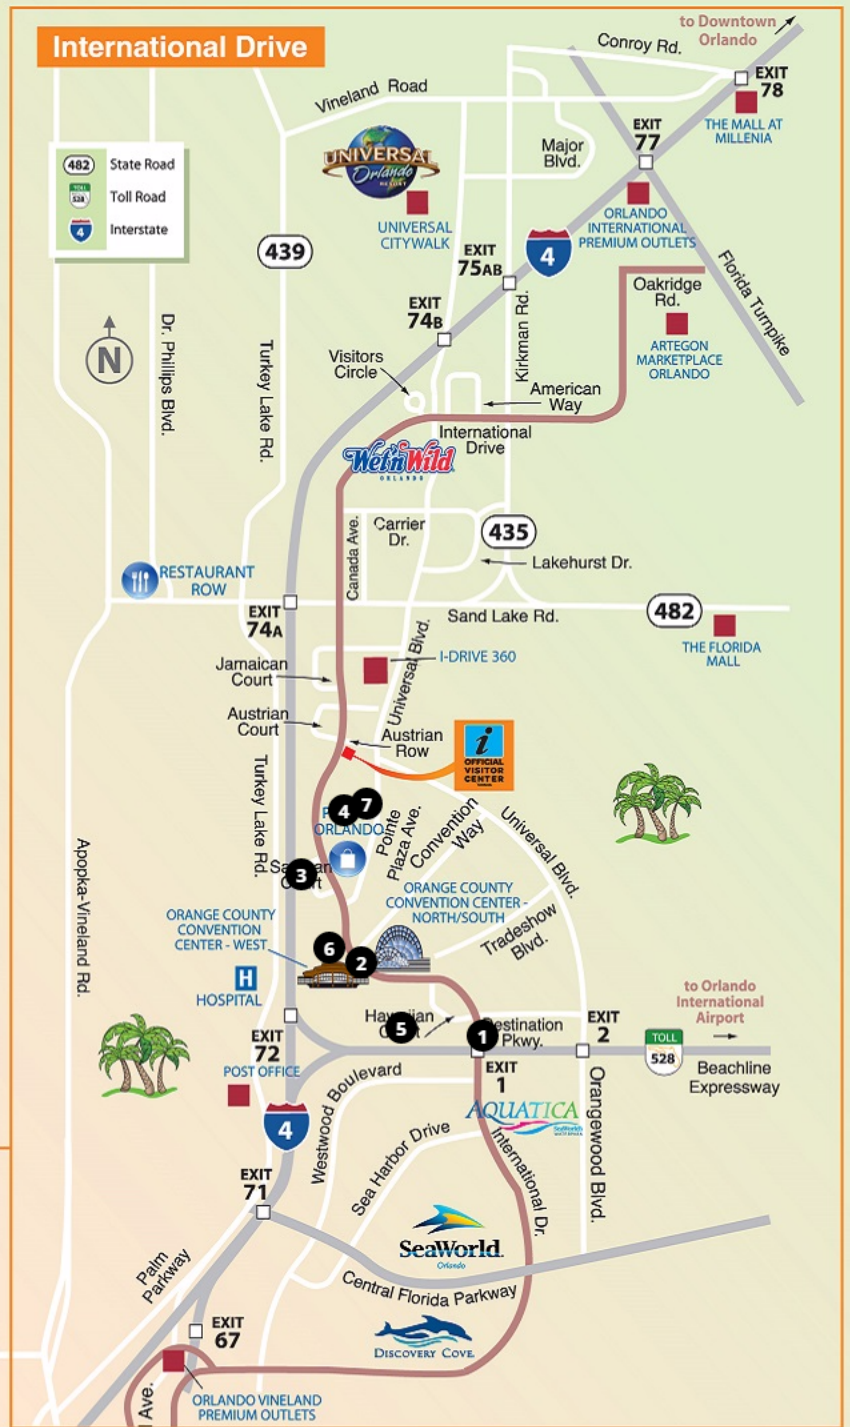 International Drive
to Downtown
Orlando
Conroy Rd.
EXIT
78
THE MALL AT
MILLENIA
Vineland Road
EXIT
77
Major
Blvd.
482 State Road
TOLL
528
Toll Road
4 Interstate
UNIVERSAL
Orlando
RESORT
UNIVERSAL
CITYWALK
ORLANDO
INTERNATIONAL
PREMIUM OUTLETS
439
EXIT
75AB
4
Florida Turnpike
Oakridge
Rd.
EXIT
74B
Kirkman Rd.
N
Dr. Phillips Blvd.
Turkey Lake Rd.
Visitors
Circle
ARTEGON
MARKETPLACE
ORLANDO
American
Way
International
Drive
Wet'n Wild
ORLANDO
Canada Ave.
Carrier
Dr.
435
Lakehurst Dr.
RESTAURANT
ROW
EXIT
74A
Sand Lake Rd.
482
THE FLORIDA
MALL
Jamaican
Court
Universal Blvd.
I-DRIVE 360
Austrian
Court
Austrian
Row
i
OFFICIAL
VISITOR
CENTER
Turkey Lake Rd.
4
7
ORLANDO
Pointe
Plaza Ave.
Convention
Way
Universal Blvd.
3
Apopka-Vineland Rd.
ORANGE COUNTY
CONVENTION CENTER -
NORTH/SOUTH
ORANGE COUNTY
CONVENTION
CENTER - WEST
Tradeshow
Blvd.
6
2
H
HOSPITAL
to Orlando
International
Airport
5
1
Pkwy.
EXIT
2
TOLL
528
Beachline
Expressway
EXIT
72
POST OFFICE
EXIT
1
AQUATICA
SeaWorld's
WATERPARK
4
Westwood Boulevard
Sea Harbor Drive
International Dr.
Orangewood Blvd.
EXIT
71
SeaWorld
Orlando
Palm
Parkway
Central Florida Parkway
EXIT
67
DISCOVERY COVE
ORLANDO VINELAND
PREMIUM OUTLETS
Ave.